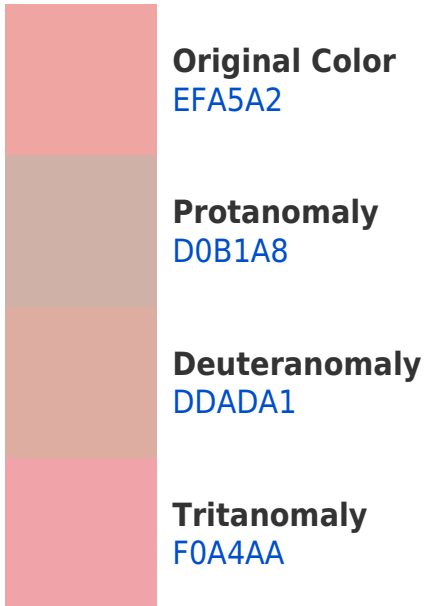 Original Color
EFA5A2
Protanomaly
D0B1A8
Deuteranomaly
DDADA1
Tritanomaly
F0A4AA